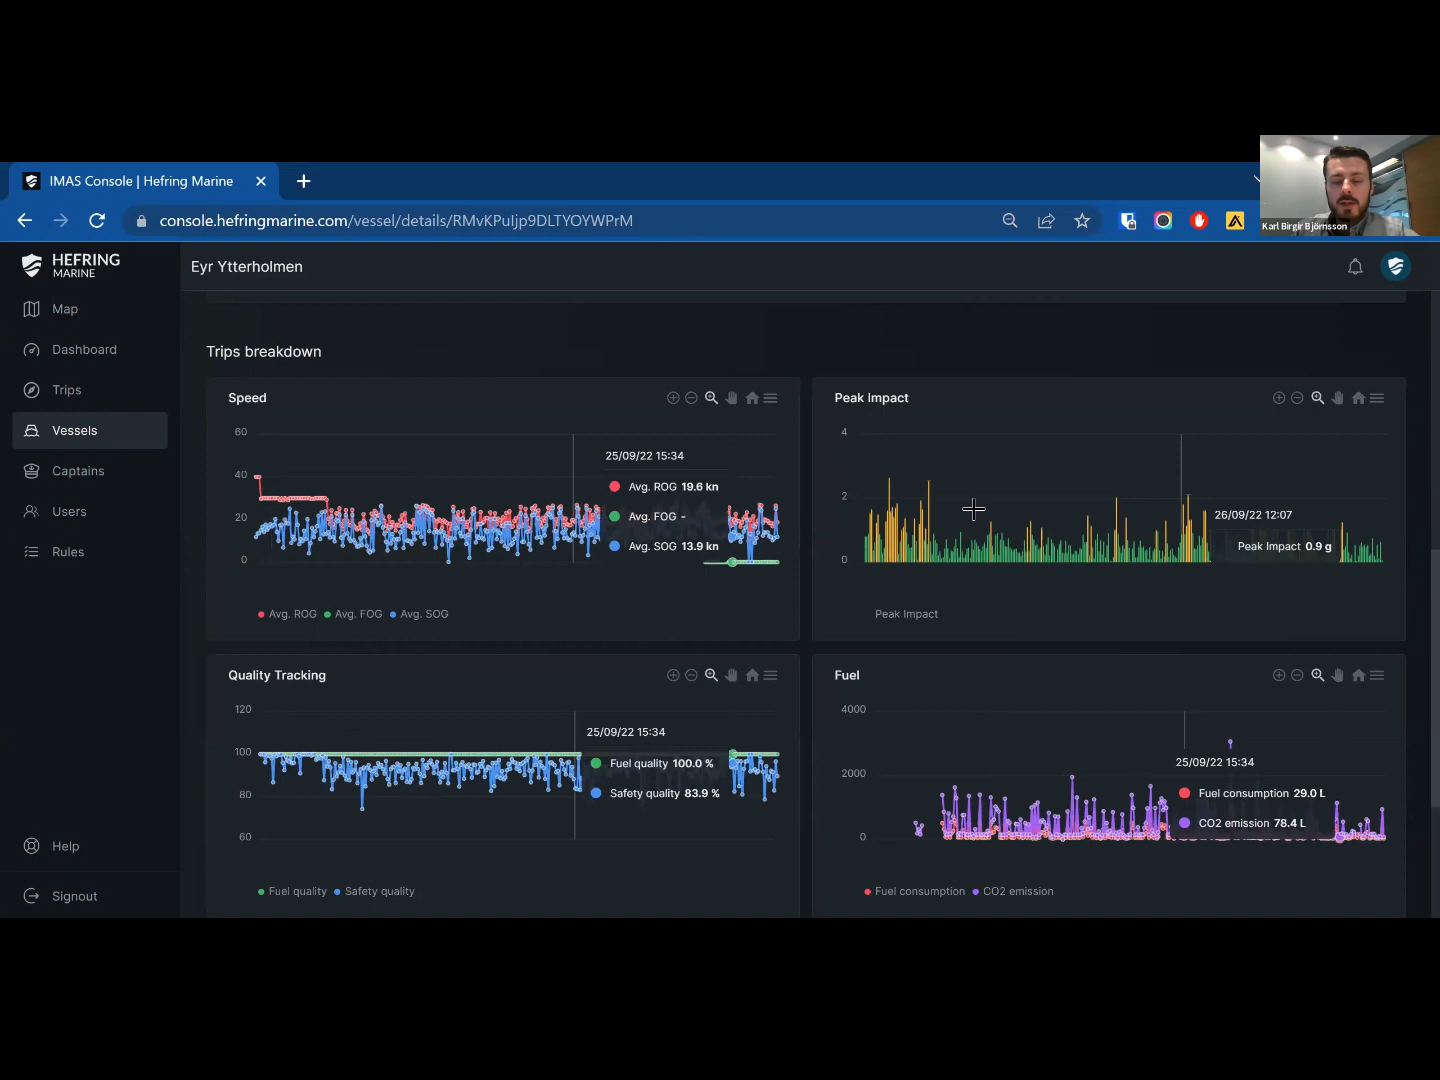 IMAS Console | Hefring Marine
console.hefringmarine.com/vessel/details/RMvKPuIjp9DLTYOYWPrM
Karl Birgir Björnsson
HEFRING
MARINE
Eyr Ytterholmen
Map
Dashboard
Trips
Vessels
Captains
Users
Rules
Help
Signout
Trips breakdown
Speed
60
40
20
0
25/09/22 15:34
Avg. ROG 19.6 kn
Avg. FOG -
Avg. SOG 13.9 kn
Avg. ROG Avg. FOG Avg. SOG
Peak Impact
4
2
0
26/09/22 12:07
Peak Impact 0.9 g
Peak Impact
Quality Tracking
120
100
80
60
25/09/22 15:34
Fuel quality 100.0 %
Safety quality 83.9 %
Fuel quality Safety quality
Fuel
4000
2000
0
25/09/22 15:34
Fuel consumption 29.0 L
CO2 emission 78.4 L
Fuel consumption CO2 emission